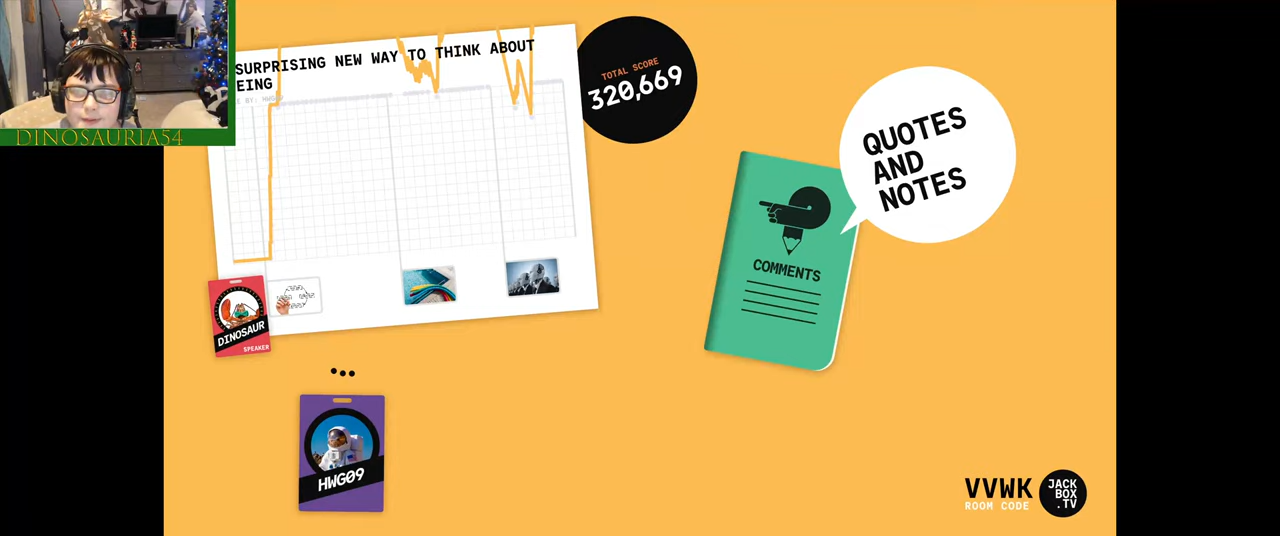 SURPRISING NEW WAY TO THINK ABOUT
EING
TOTAL SCORE
320,669
QUOTES
AND
NOTES
COMMENTS
DINOSAURIA54
DINOSAUR
SPEAKER
HWG09
VVWK
ROOM CODE
JACK
BOX
.TV